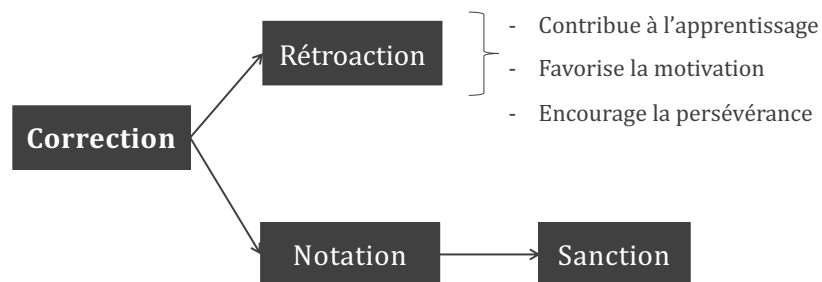 Rétroaction
- Contribue à l'apprentissage
- Favorise la motivation
- Encourage la persévérance
Correction
Notation
Sanction